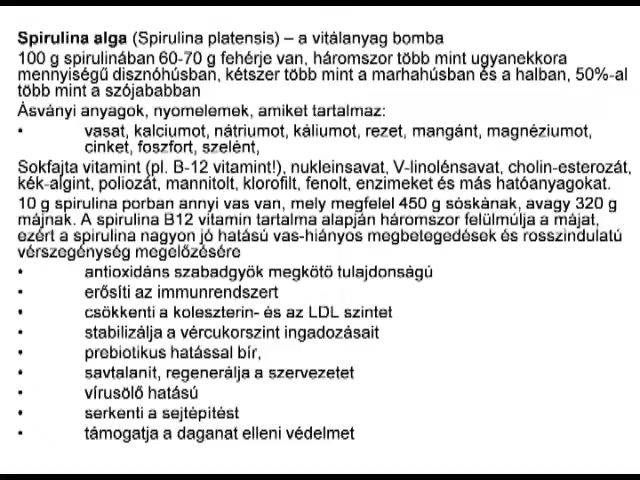 Spirulina alga (Spirulina platensis) – a vitálanyag bomba
100 g spirulinában 60-70 g fehérje van, háromszor több mint ugyanekkora
mennyiségű disznóhúsban, kétszer több mint a marhahúsban és a halban, 50%-al
több mint a szójababban
Ásványi anyagok, nyomelemek, amiket tartalmaz:
• vasat, kalciumot, nátriumot, káliumot, rezet, mangánt, magnéziumot,
cinket, foszfort, szelént,
Sokfajta vitamint (pl. B-12 vitamint!), nukleinsavat, V-linolénsavat, cholin-esterozát,
kék-algint, poliozát, mannitolt, klorofilt, fenolt, enzimeket és más hatóanyagokat.
10 g spirulina porban annyi vas van, mely megfelel 450 g sóskának, avagy 320 g
májnak. A spirulina B12 vitamin tartalma alapján háromszor felülmúlja a májat,
ezért a spirulina nagyon jó hatású vas-hiányos megbetegedések és rosszindulatú
vérszegénység megelőzésére
• antioxidáns szabadgyök megkötő tulajdonságú
• erősíti az immunrendszert
• csökkenti a koleszterin- és az LDL szintet
• stabilizálja a vércukorszint ingadozásait
• prebiotikus hatással bír,
• savtalanít, regenerálja a szervezetet
• vírusölő hatású
• serkenti a sejtépítést
• támogatja a daganat elleni védelmet